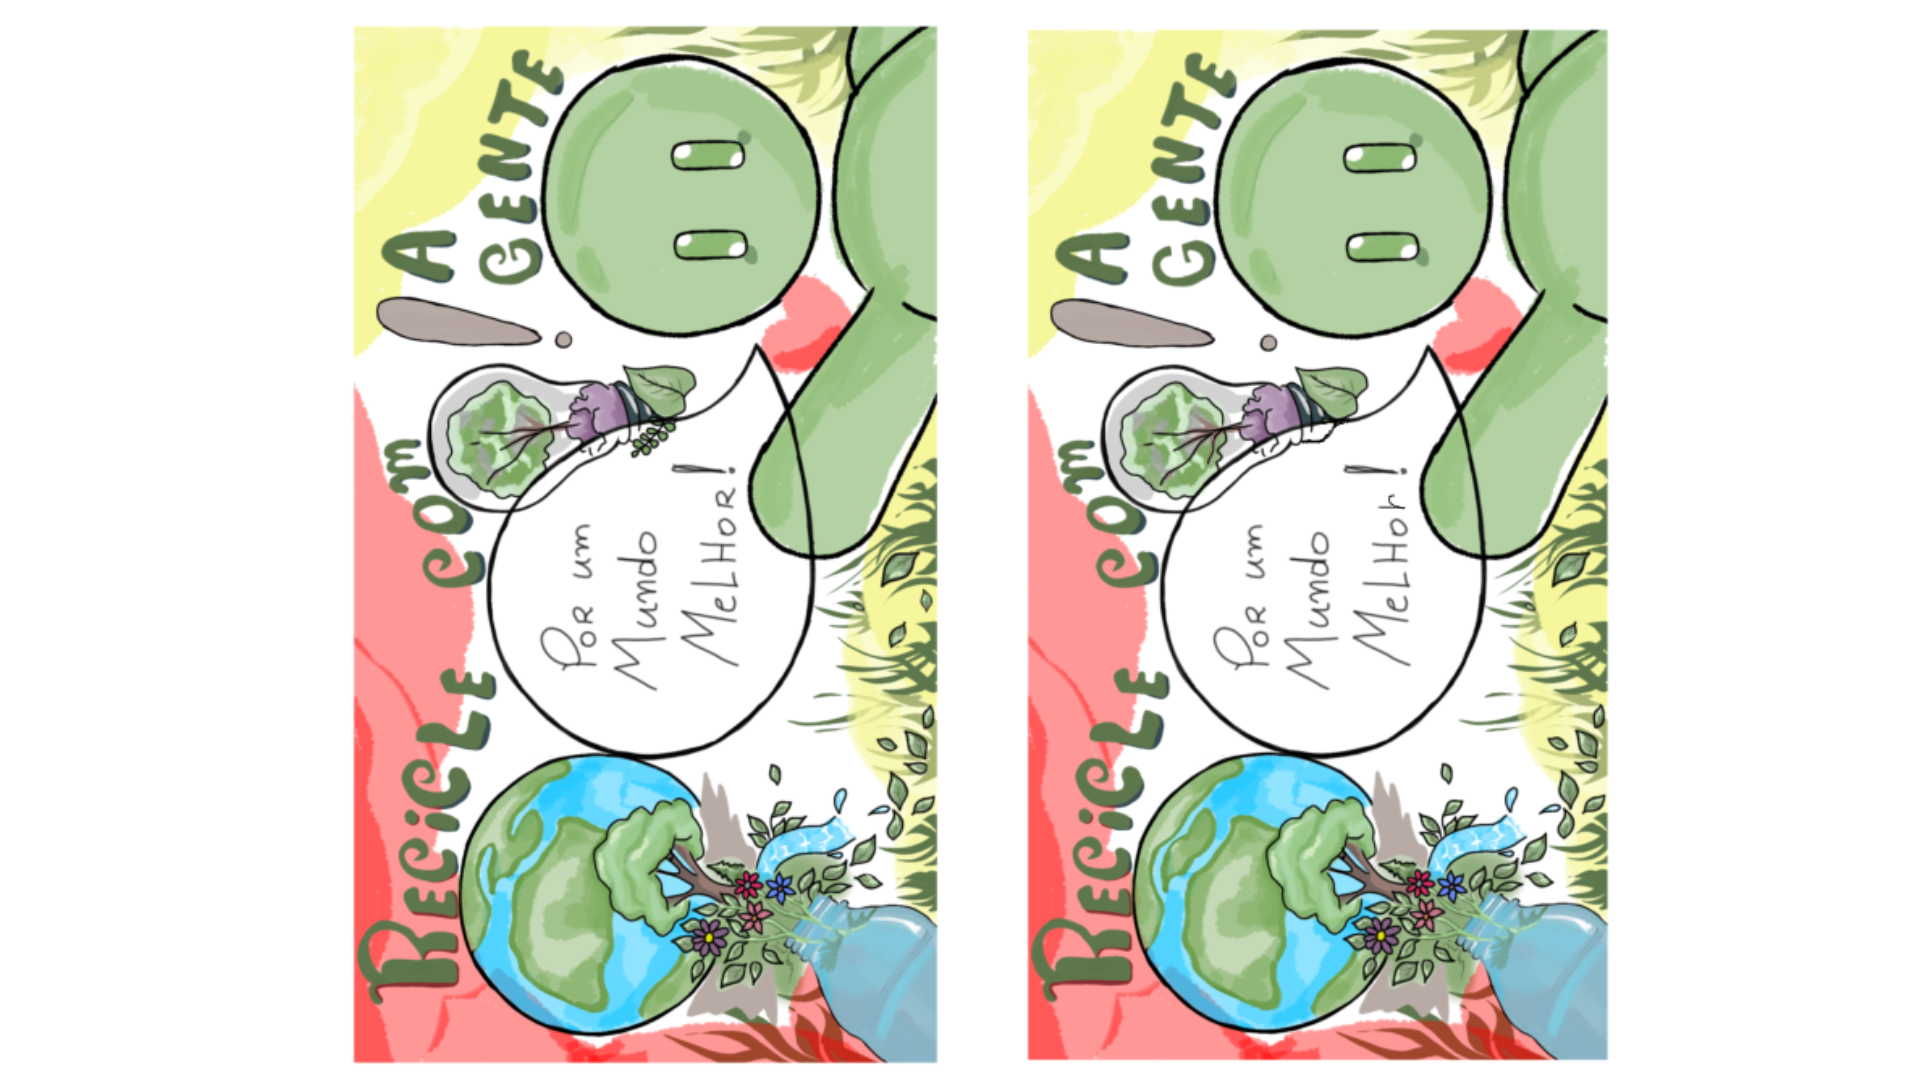 RECiCLE COm A
GENTE
POR um
Mundo
MeLHOR!
RECiCLE COm A
GENTE
POR um
Mundo
MeLHOr!